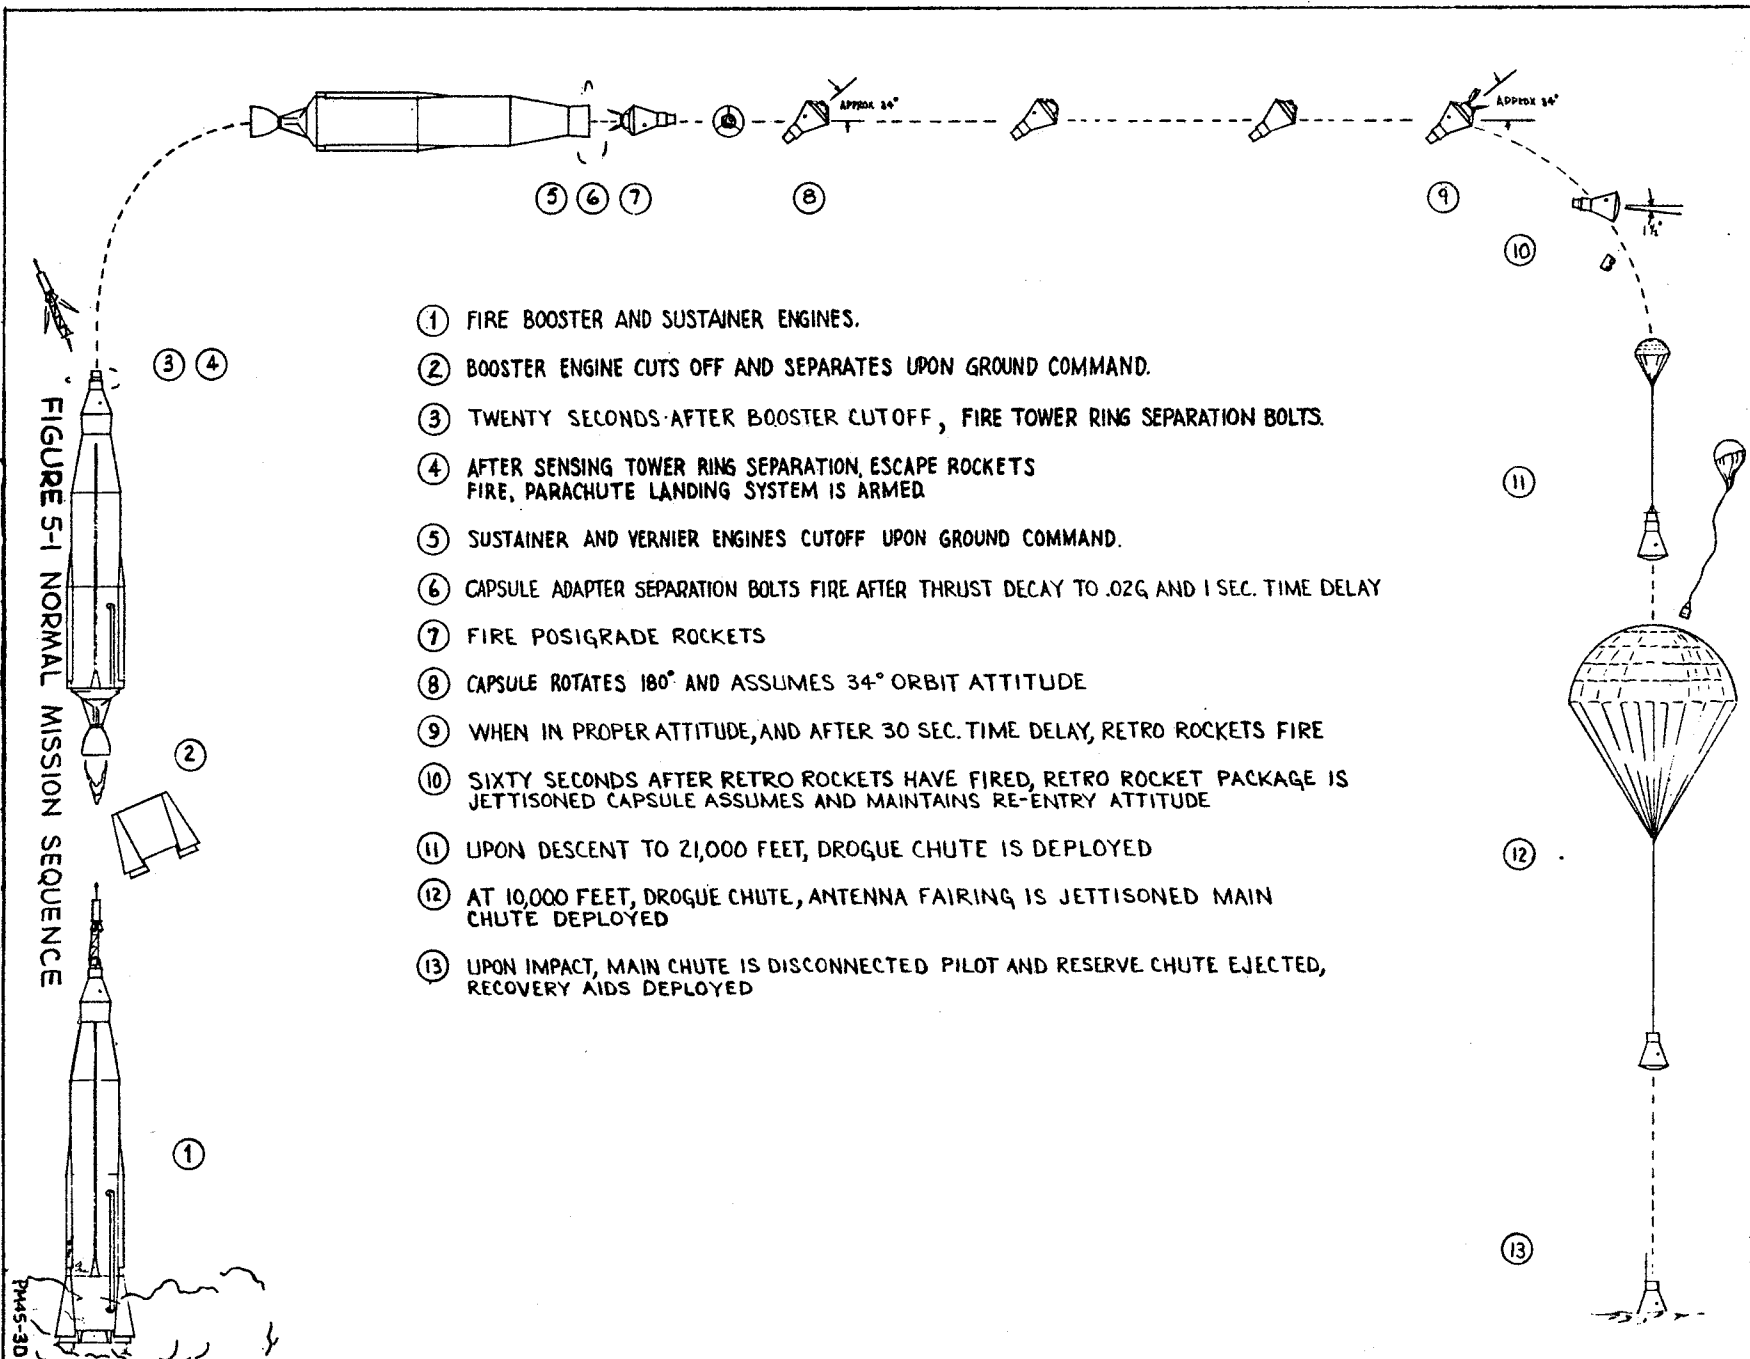 APPROX 34°
APPROX 34°
5 6 7
8
9
1½°
10
3 4
1 FIRE BOOSTER AND SUSTAINER ENGINES.
2 BOOSTER ENGINE CUTS OFF AND SEPARATES UPON GROUND COMMAND.
3 TWENTY SECONDS AFTER BOOSTER CUTOFF, FIRE TOWER RING SEPARATION BOLTS.
4 AFTER SENSING TOWER RING SEPARATION, ESCAPE ROCKETS
FIRE, PARACHUTE LANDING SYSTEM IS ARMED
5 SUSTAINER AND VERNIER ENGINES CUTOFF UPON GROUND COMMAND.
6 CAPSULE ADAPTER SEPARATION BOLTS FIRE AFTER THRUST DECAY TO .02G AND 1 SEC. TIME DELAY
7 FIRE POSIGRADE ROCKETS
8 CAPSULE ROTATES 180° AND ASSUMES 34° ORBIT ATTITUDE
9 WHEN IN PROPER ATTITUDE, AND AFTER 30 SEC. TIME DELAY, RETRO ROCKETS FIRE
10 SIXTY SECONDS AFTER RETRO ROCKETS HAVE FIRED, RETRO ROCKET PACKAGE IS
JETTISONED CAPSULE ASSUMES AND MAINTAINS RE-ENTRY ATTITUDE
11 UPON DESCENT TO 21,000 FEET, DROGUE CHUTE IS DEPLOYED
12 AT 10,000 FEET, DROGUE CHUTE, ANTENNA FAIRING IS JETTISONED MAIN
CHUTE DEPLOYED
13 UPON IMPACT, MAIN CHUTE IS DISCONNECTED PILOT AND RESERVE CHUTE EJECTED,
RECOVERY AIDS DEPLOYED
11
2
12
1
13
FIGURE 5-1 NORMAL MISSION SEQUENCE
PM45-3D